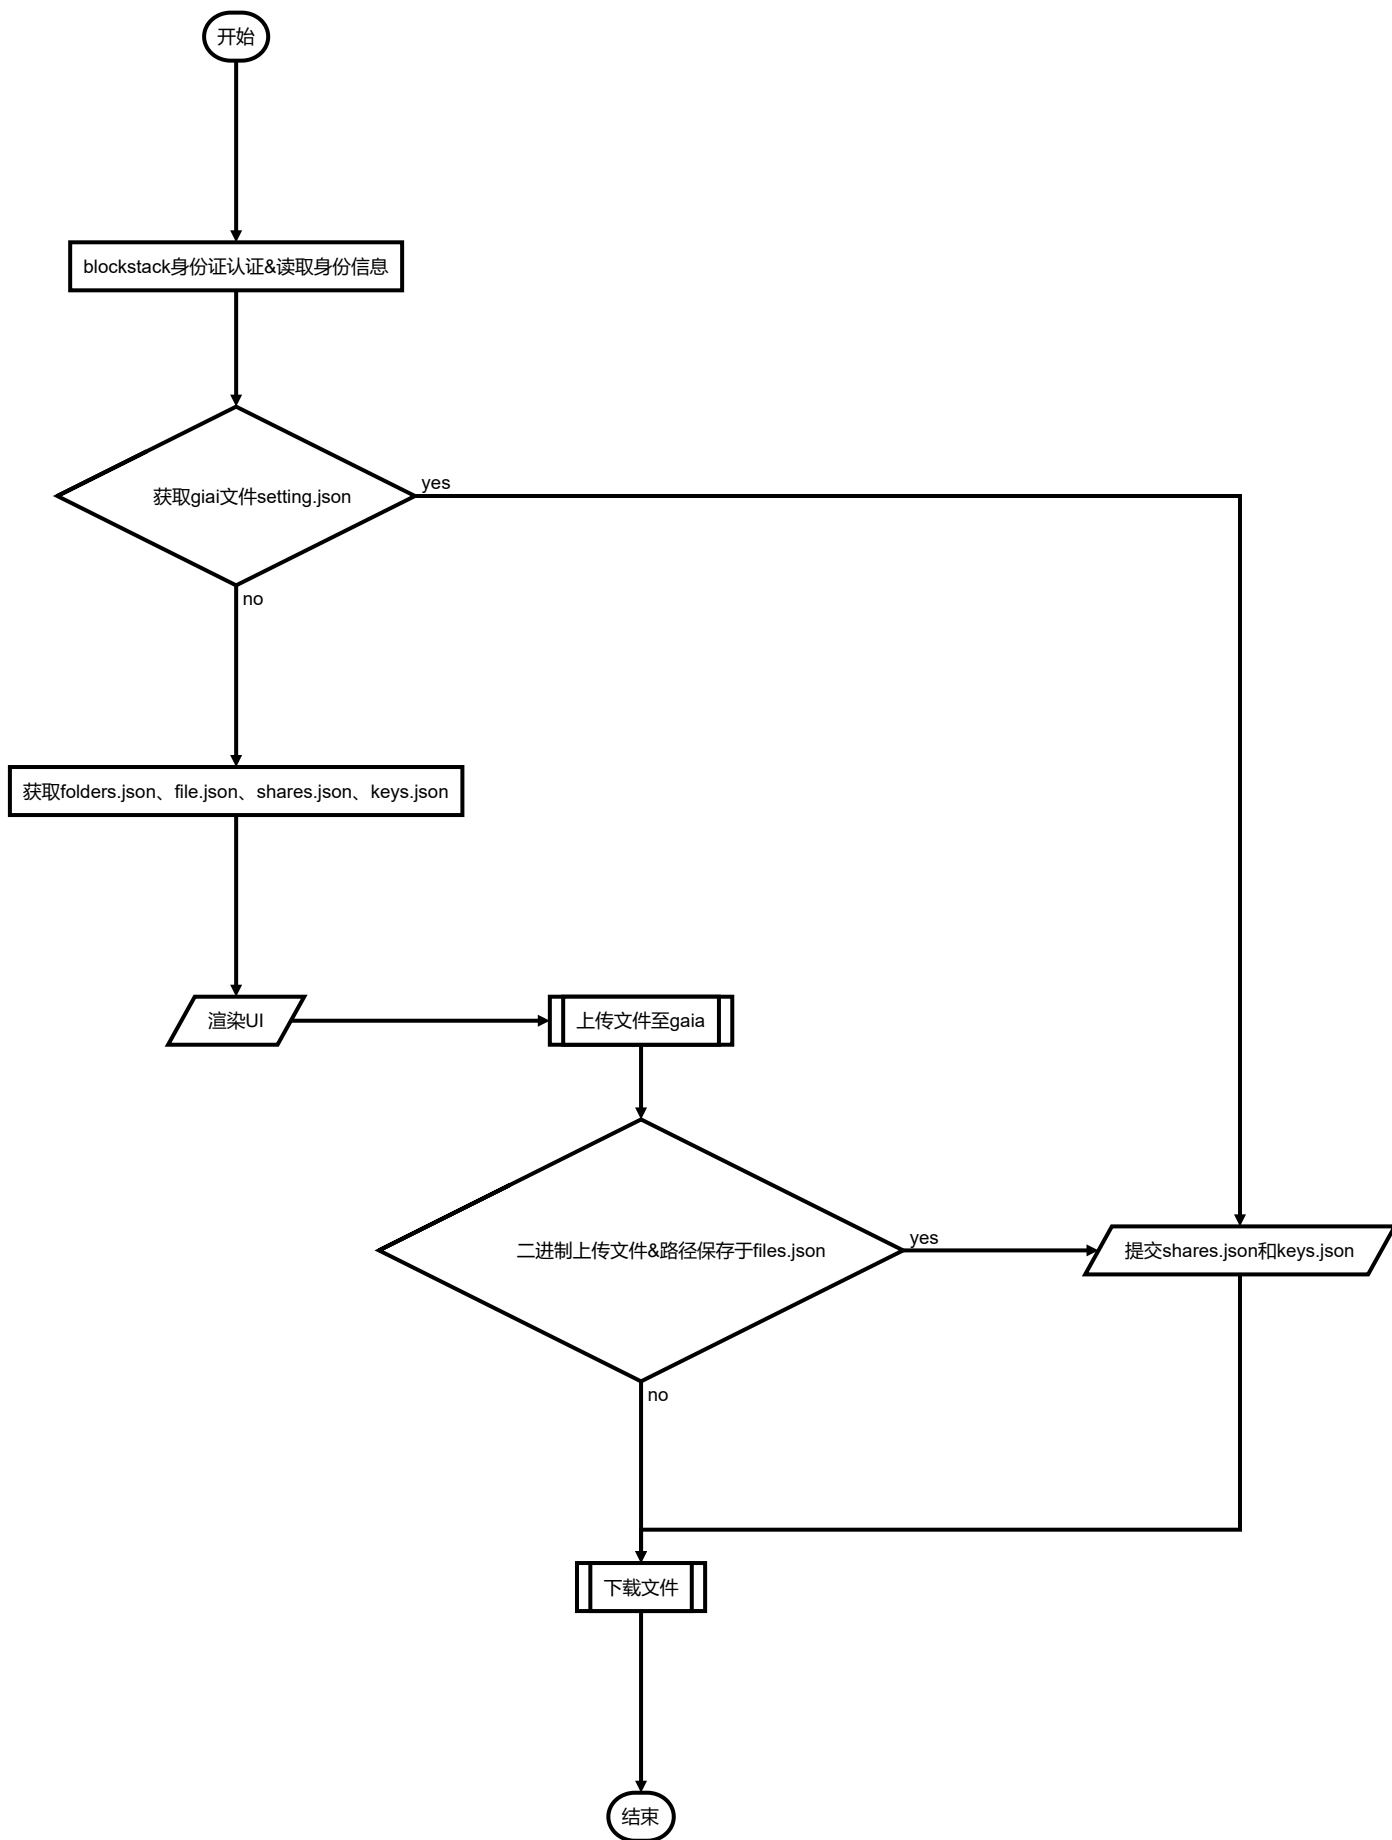 开始
blockstack身份证认证&读取身份信息
获取giai文件setting.json
yes
no
获取folders.json、file.json、shares.json、keys.json
渲染UI
上传文件至gaia
二进制上传文件&路径保存于files.json
yes
提交shares.json和keys.json
no
下载文件
结束